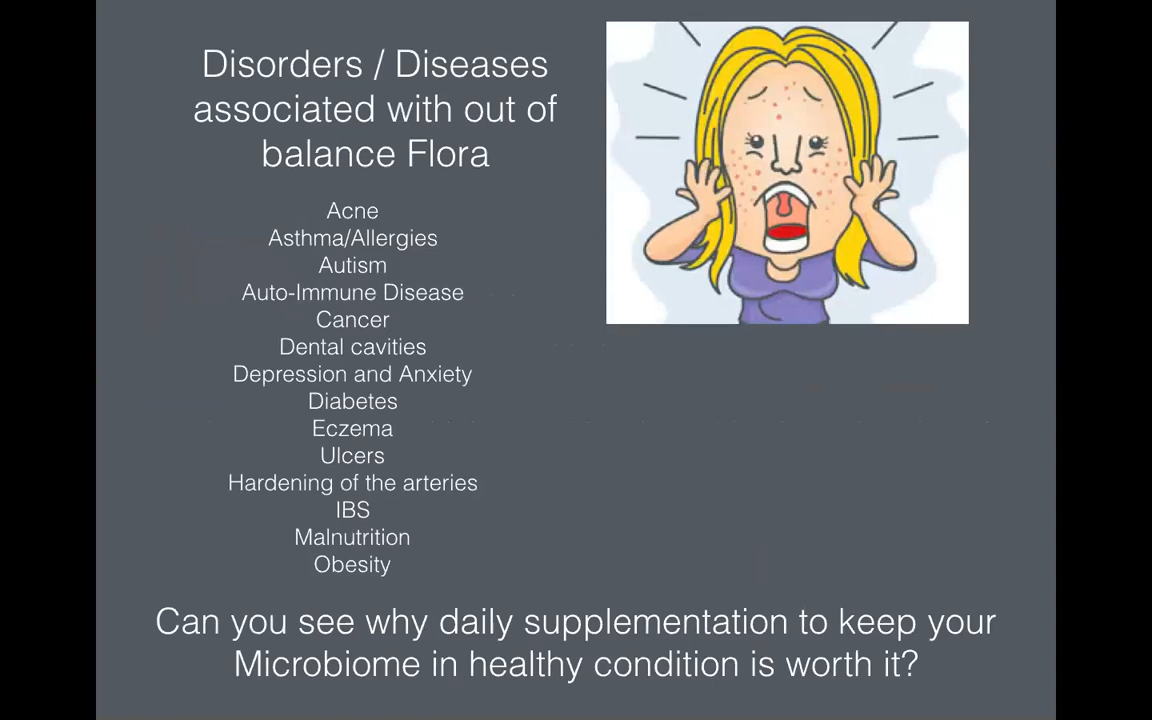 Disorders / Diseases
associated with out of
balance Flora
Acne
Asthma/Allergies
Autism
Auto-Immune Disease
Cancer
Dental cavities
Depression and Anxiety
Diabetes
Eczema
Ulcers
Hardening of the arteries
IBS
Malnutrition
Obesity
Can you see why daily supplementation to keep your
Microbiome in healthy condition is worth it?